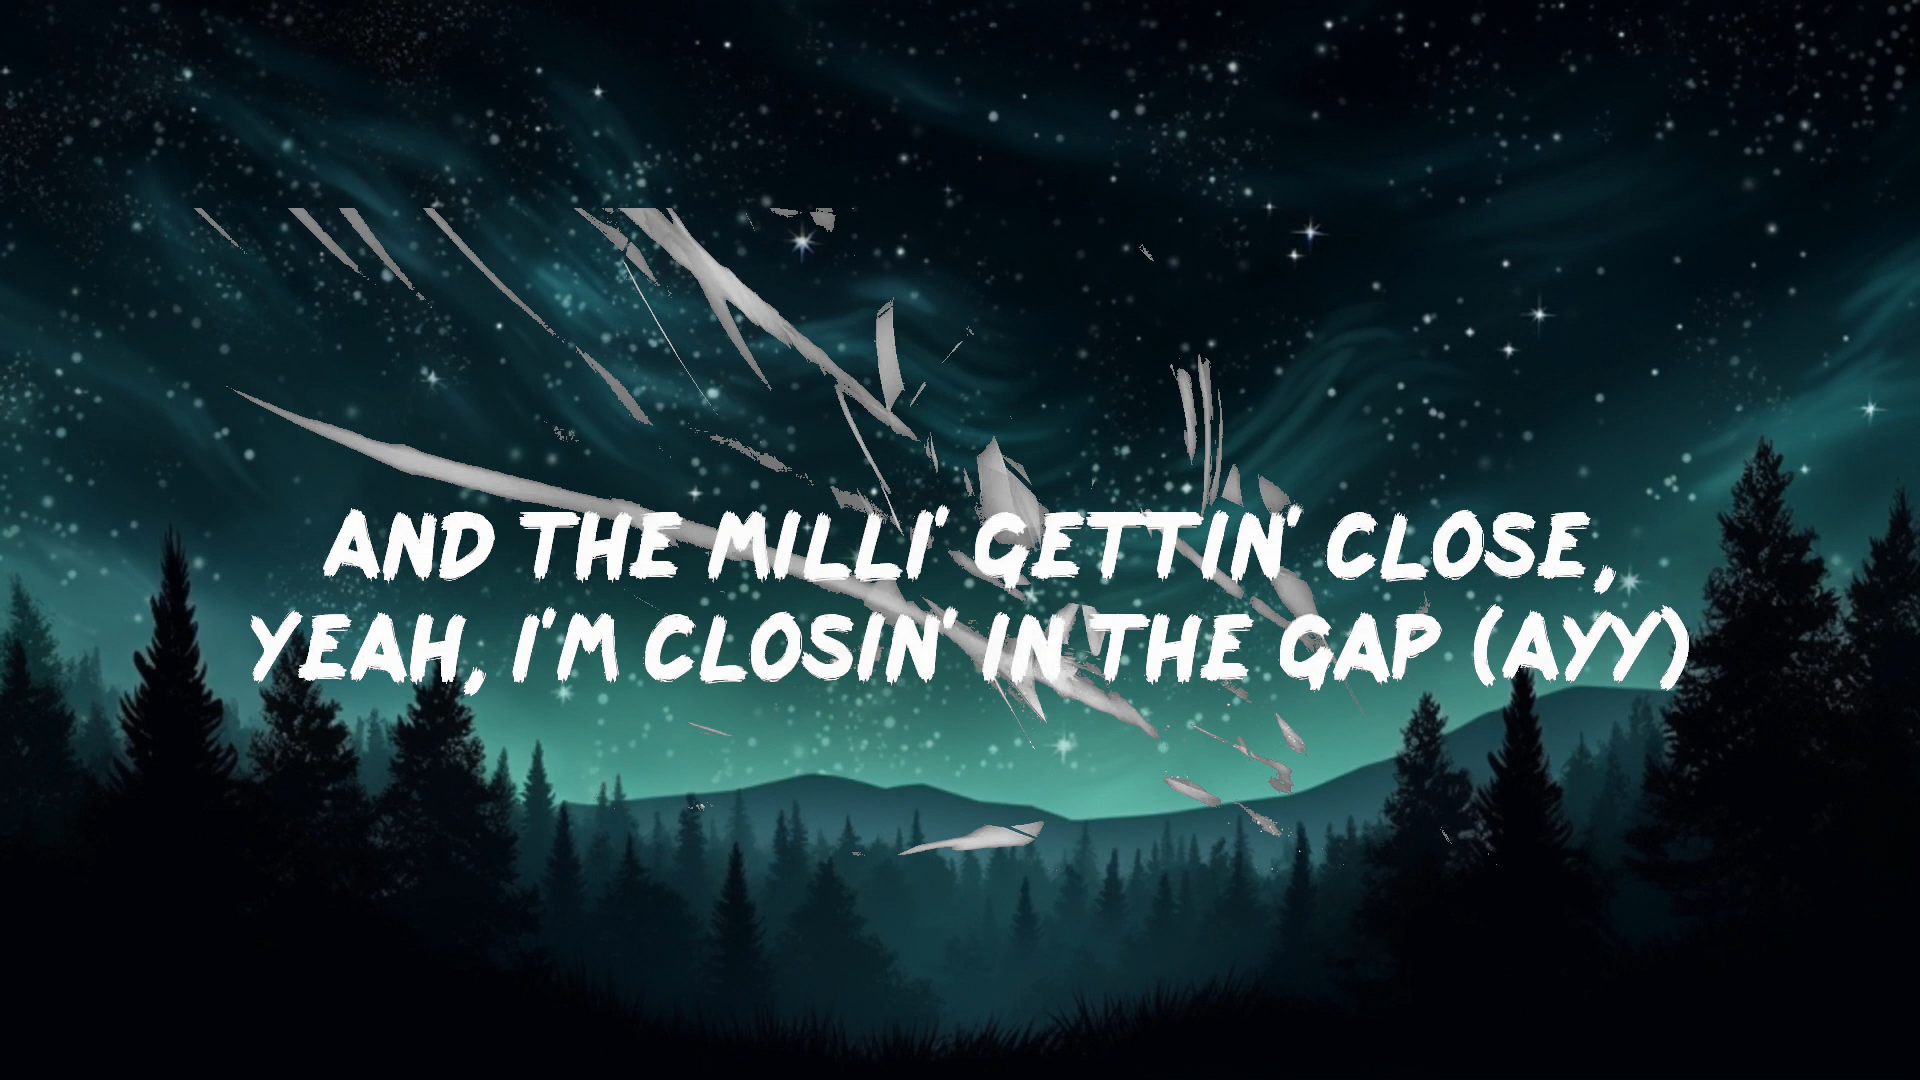 AND THE MILLI' GETTIN' CLOSE,
YEAH, I'M CLOSIN' IN THE GAP (AYY)